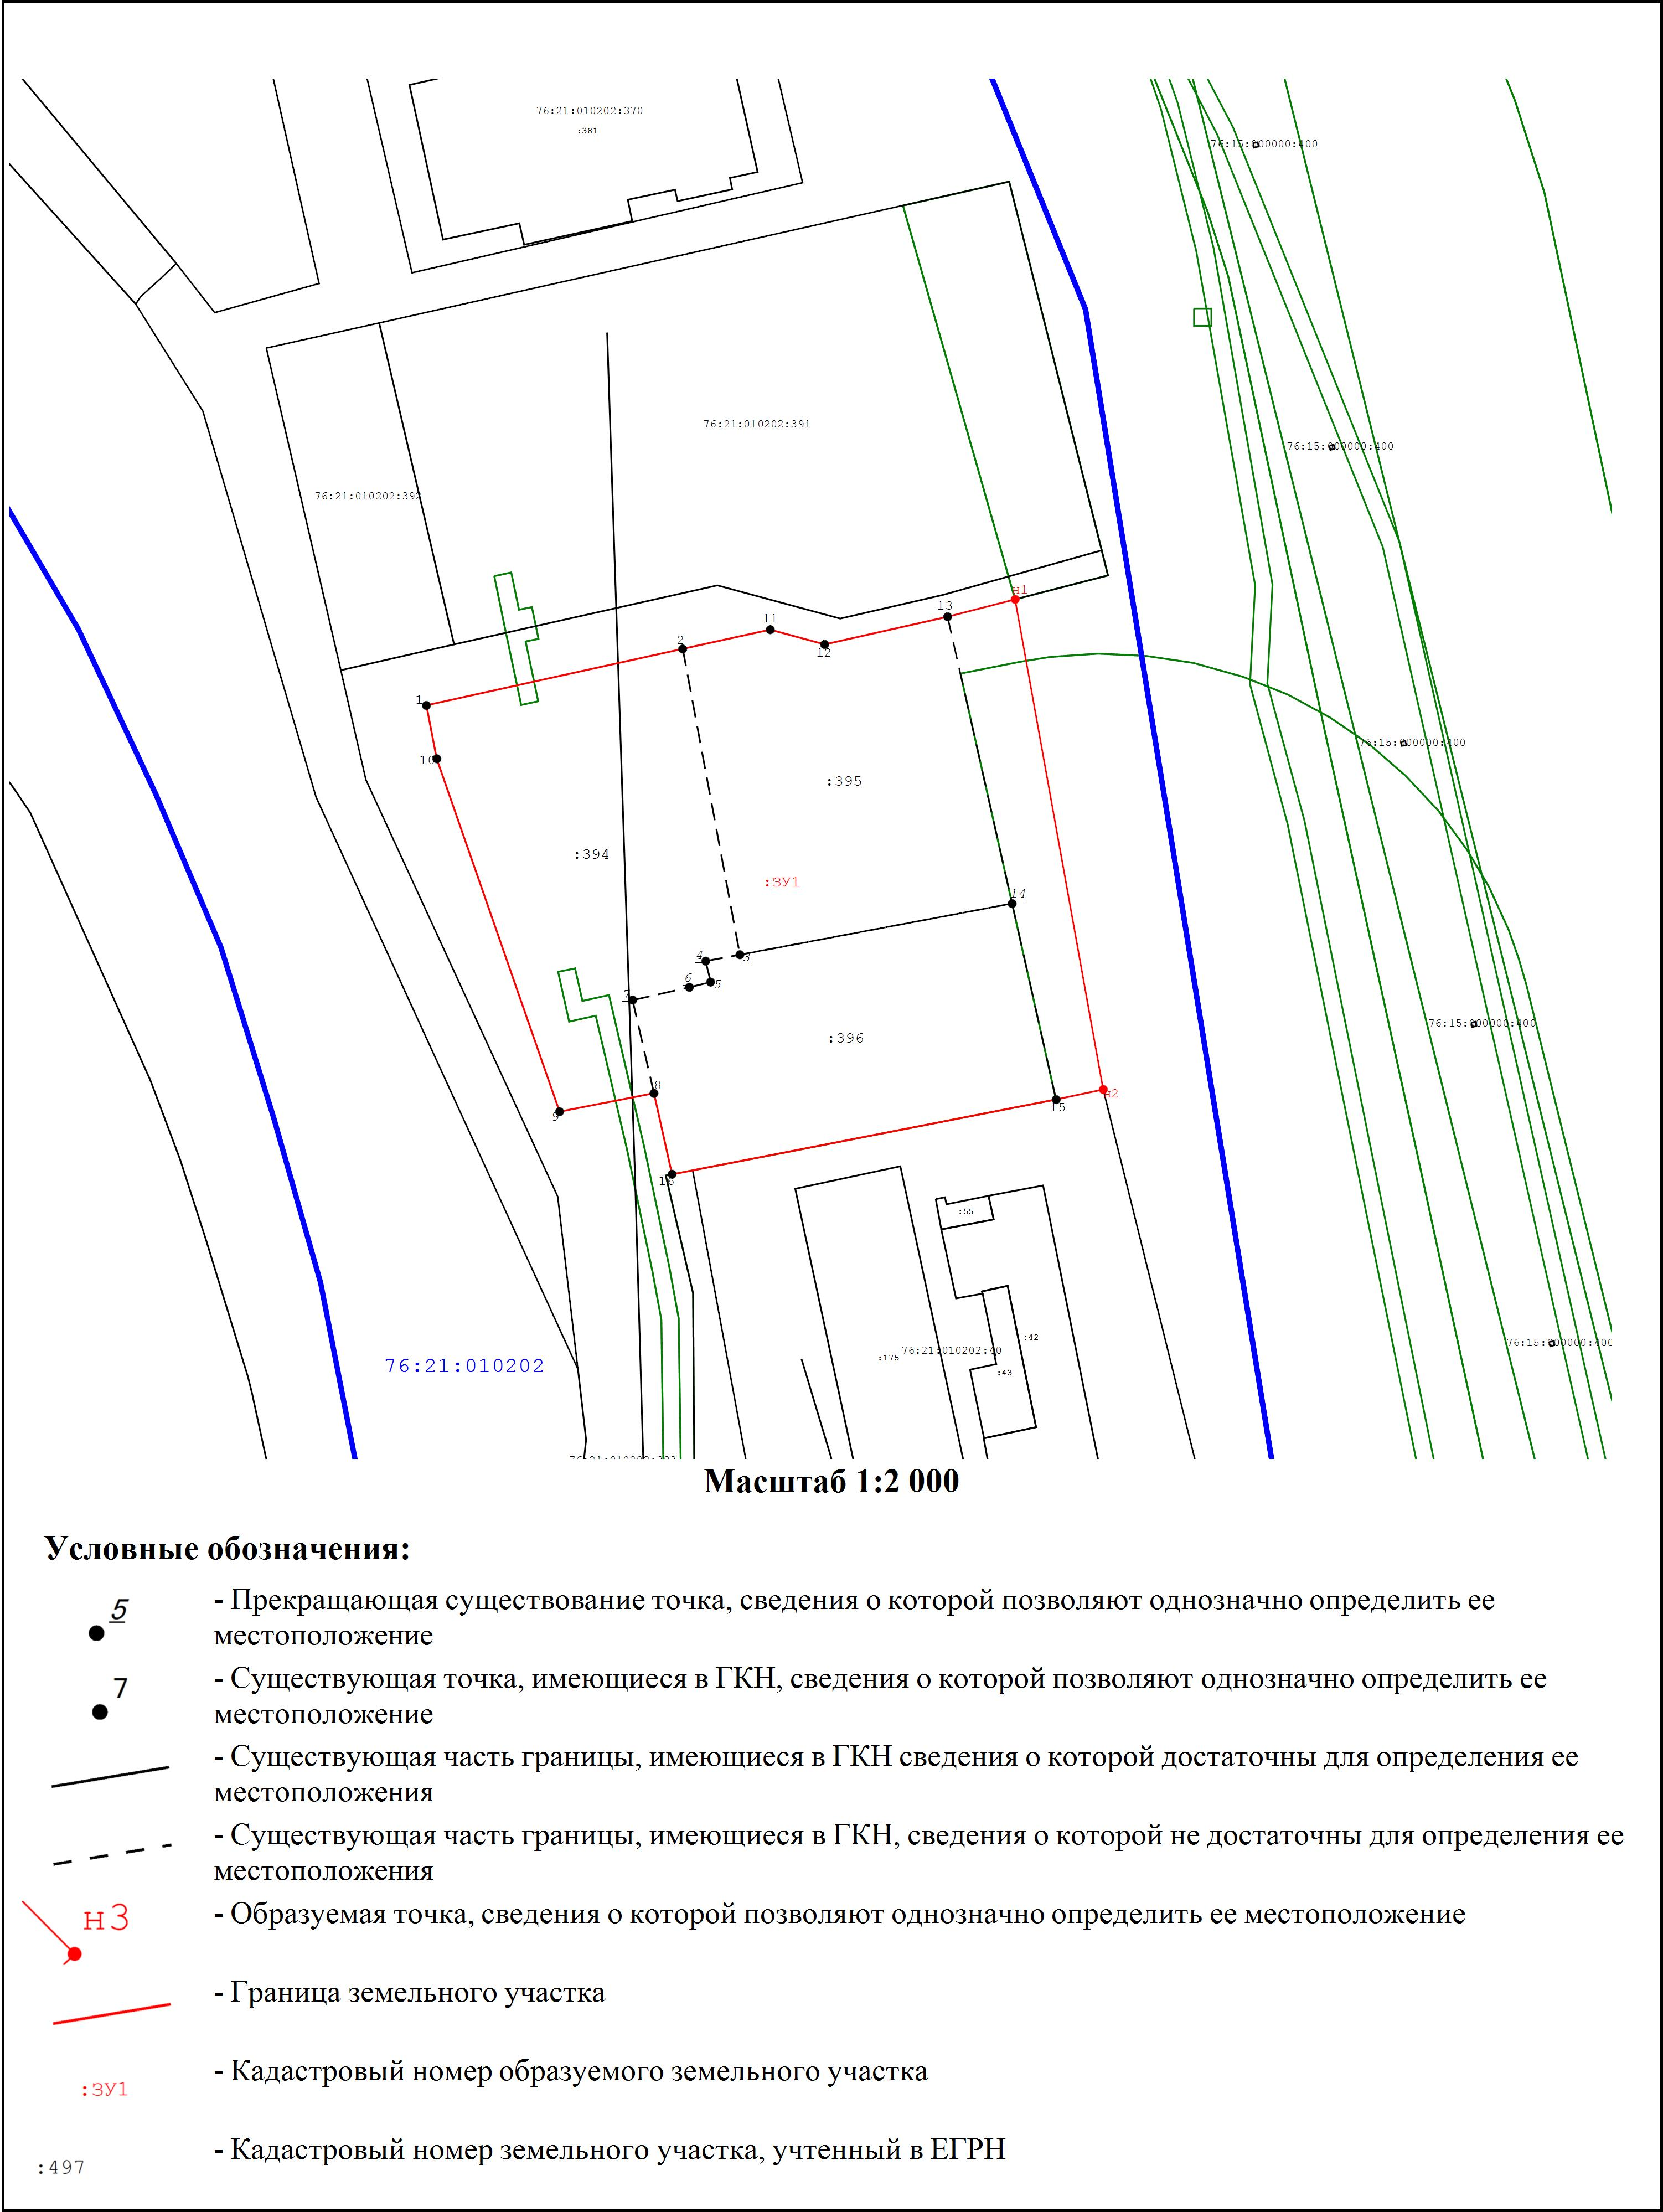 76:21:010202:370
:381
76:15:000000:400
76:21:010202:391
76:15:000000:400
76:21:010202:392
н1
13
11
2
12
1
10
76:15:000000:400
:395
:394
:ЗУ1
14
4
3
6
5
7
76:15:000000:400
:396
8
н2
15
9
16
:55
:42
76:21:010202:40
:175
76:15:000000:400
76:21:010202
:43
Масштаб 1:2 000
Условные обозначения:
5
- Прекращающая существование точка, сведения о которой позволяют однозначно определить ее
местоположение
7
- Существующая точка, имеющиеся в ГКН, сведения о которой позволяют однозначно определить ее
местоположение
- Существующая часть границы, имеющиеся в ГКН сведения о которой достаточны для определения ее
местоположения
- Существующая часть границы, имеющиеся в ГКН, сведения о которой не достаточны для определения ее
местоположения
н3
- Образуемая точка, сведения о которой позволяют однозначно определить ее местоположение
- Граница земельного участка
:ЗУ1
- Кадастровый номер образуемого земельного участка
:497
- Кадастровый номер земельного участка, учтенный в ЕГРН